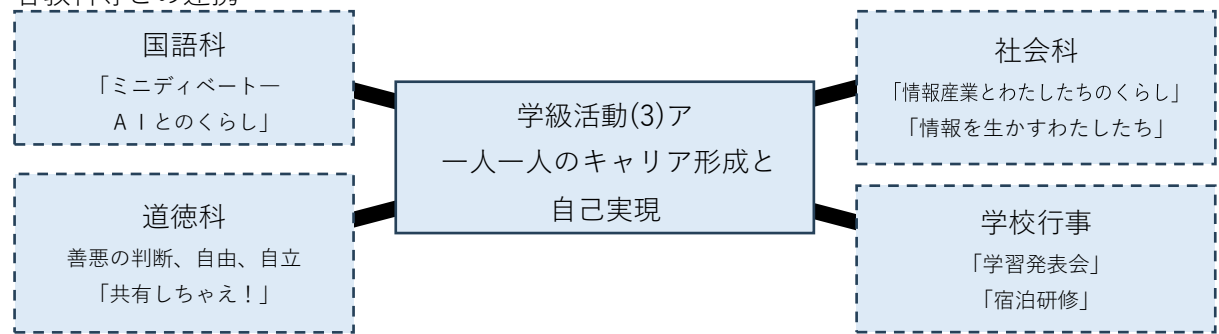 各教科等との連携
国語科
「ミニディベート―
ＡＩとのくらし」
社会科
「情報産業とわたしたちのくらし」
「情報を生かすわたしたち」
学級活動(3)ア
一人一人のキャリア形成と
自己実現
道徳科
善悪の判断、自由、自立
「共有しちゃえ！」
学校行事
「学習発表会」
「宿泊研修」